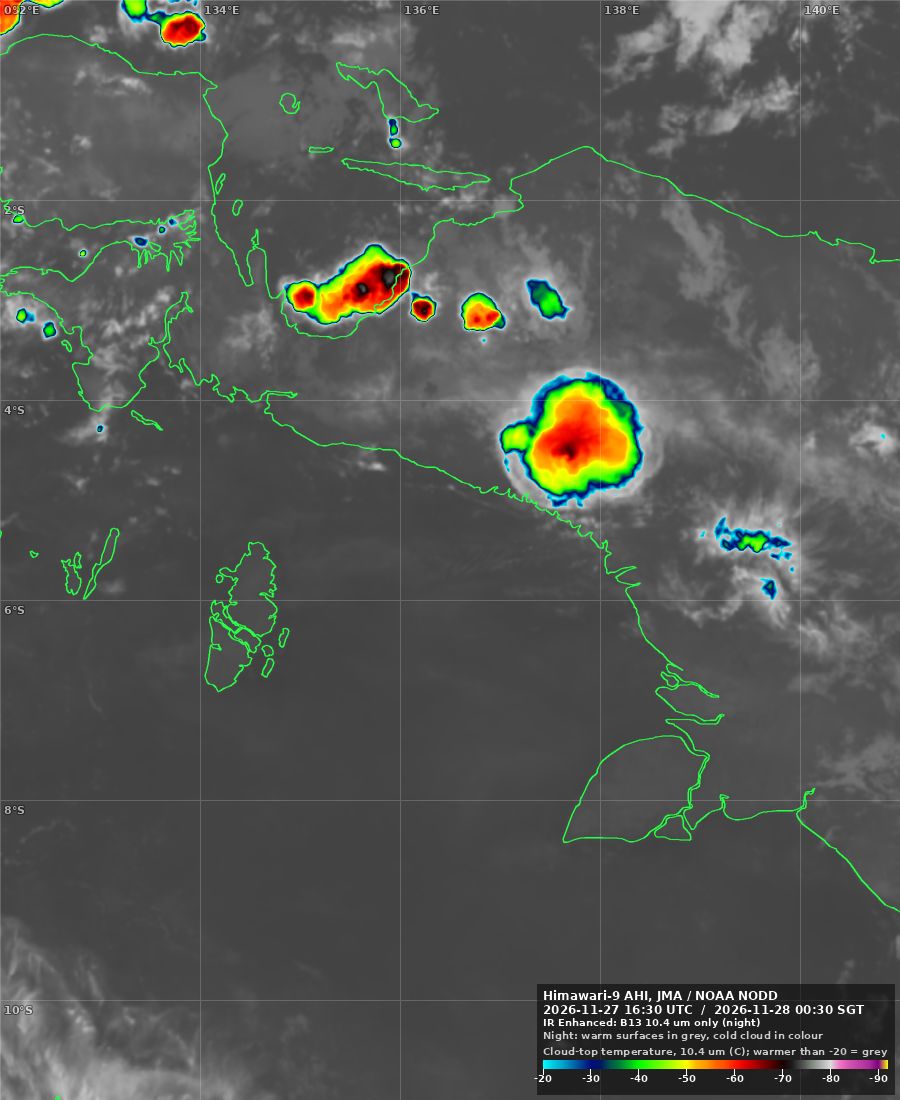 0°2°E 134°E 136°E 138°E 140°E
2°S
4°S
6°S
8°S
10°S
Himawari-9 AHI, JMA / NOAA NODD
2026-11-27 16:30 UTC / 2026-11-28 00:30 SGT
IR Enhanced: B13 10.4 um only (night)
Night: warm surfaces in grey, cold cloud in colour
Cloud-top temperature, 10.4 um (C); warmer than -20 = grey
-20 -30 -40 -50 -60 -70 -80 -90